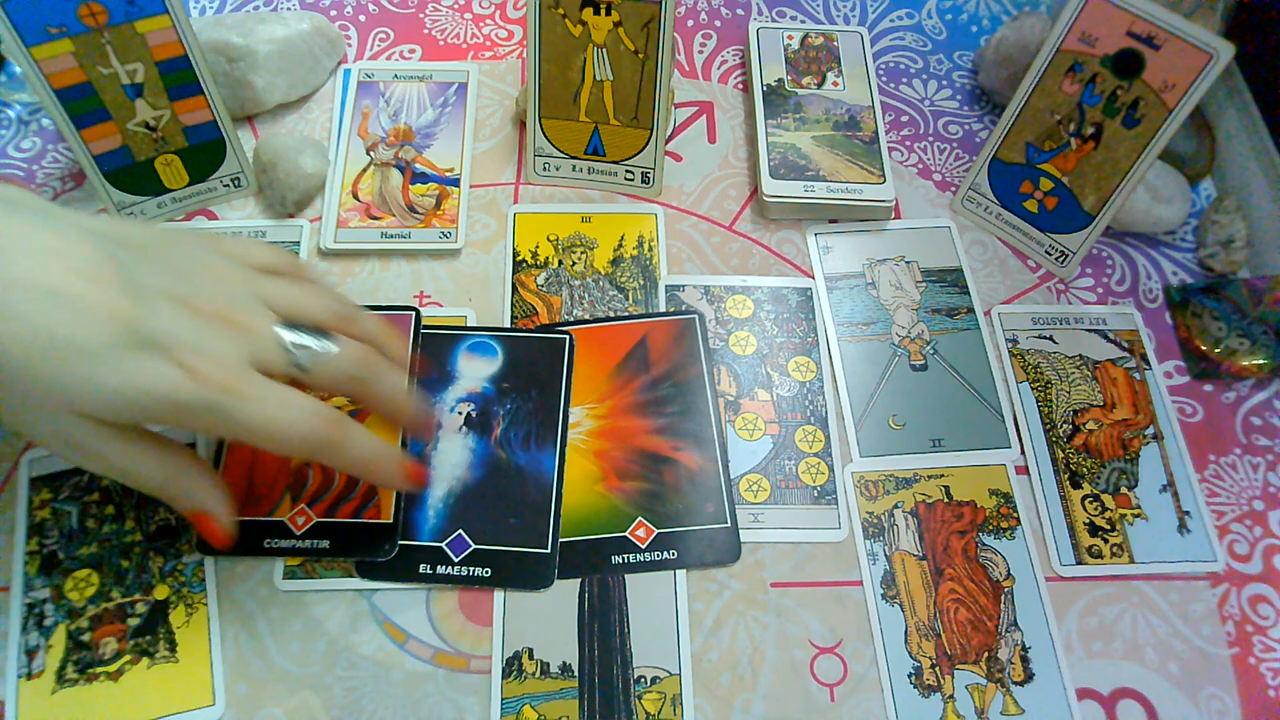 El Apostolado 12
30 Arcangel
Haniel 30
La Pasión 15
22 - Sendero
La Transmutación 21
III
REY DE BASTOS
II
X
COMPARTIR
EL MAESTRO
INTENSIDAD